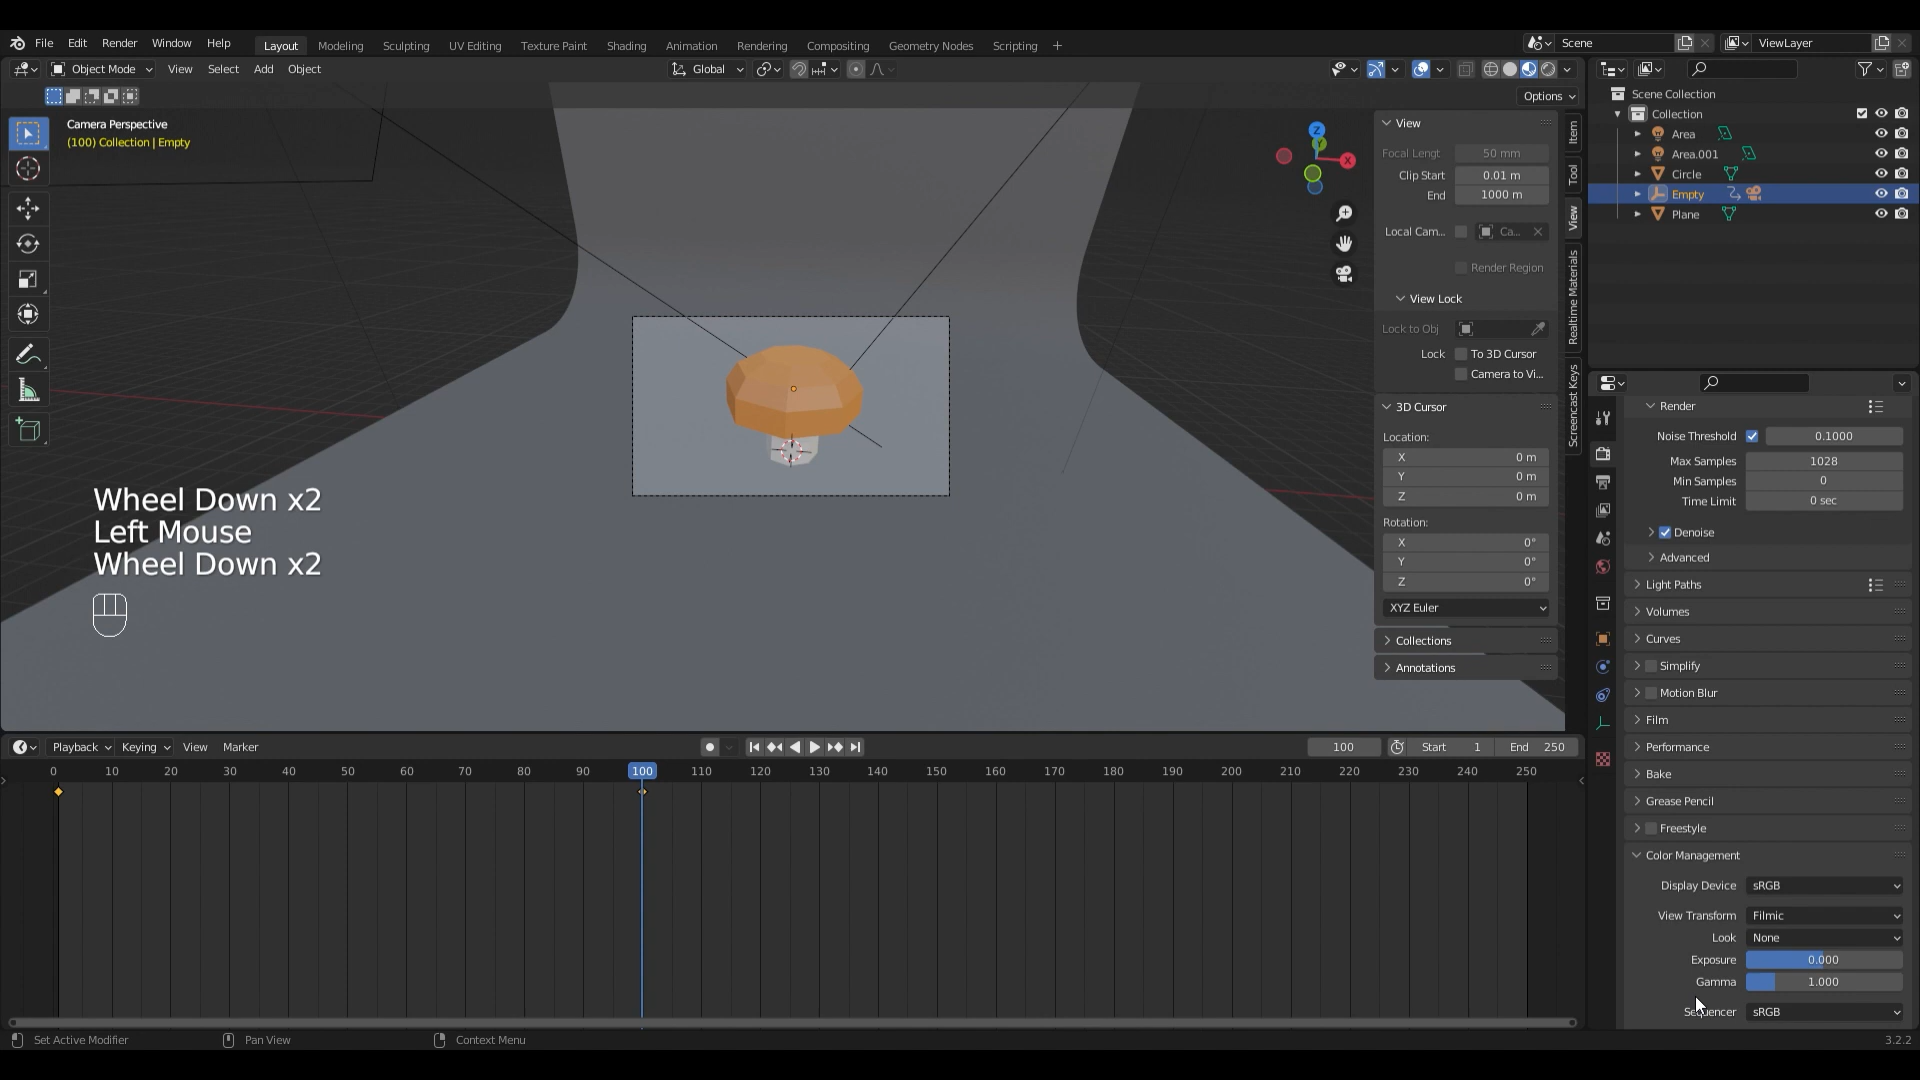 File Edit Render Window Help Layout Modeling Sculpting UV Editing Texture Paint Shading Animation Rendering Compositing Geometry Nodes Scripting + Scene ViewLayer
Object Mode View Select Add Object Global
Options
Camera Perspective
(100) Collection | Empty
Wheel Down x2
Left Mouse
Wheel Down x2
Z
X
View
Focal Lengt 50 mm
Clip Start 0.01 m
End 1000 m
Local Cam... Ca...
Render Region
View Lock
Lock to Obj
Lock To 3D Cursor
Camera to Vi...
3D Cursor
Location:
X 0 m
Y 0 m
Z 0 m
Rotation:
X 0°
Y 0°
Z 0°
XYZ Euler
Collections
Annotations
Item
Tool
View
Realtime Materials
Screencast Keys
Scene Collection
Collection
Area
Area.001
Circle
Empty
Plane
Render
Noise Threshold 0.1000
Max Samples 1028
Min Samples 0
Time Limit 0 sec
Denoise
Advanced
Light Paths
Volumes
Curves
Simplify
Motion Blur
Film
Performance
Bake
Grease Pencil
Freestyle
Color Management
Display Device sRGB
View Transform Filmic
Look None
Exposure 0.000
Gamma 1.000
Sequencer sRGB
Playback Keying View Marker 100 Start 1 End 250
0 10 20 30 40 50 60 70 80 90 100 110 120 130 140 150 160 170 180 190 200 210 220 230 240 250
Set Active Modifier Pan View Context Menu 3.2.2